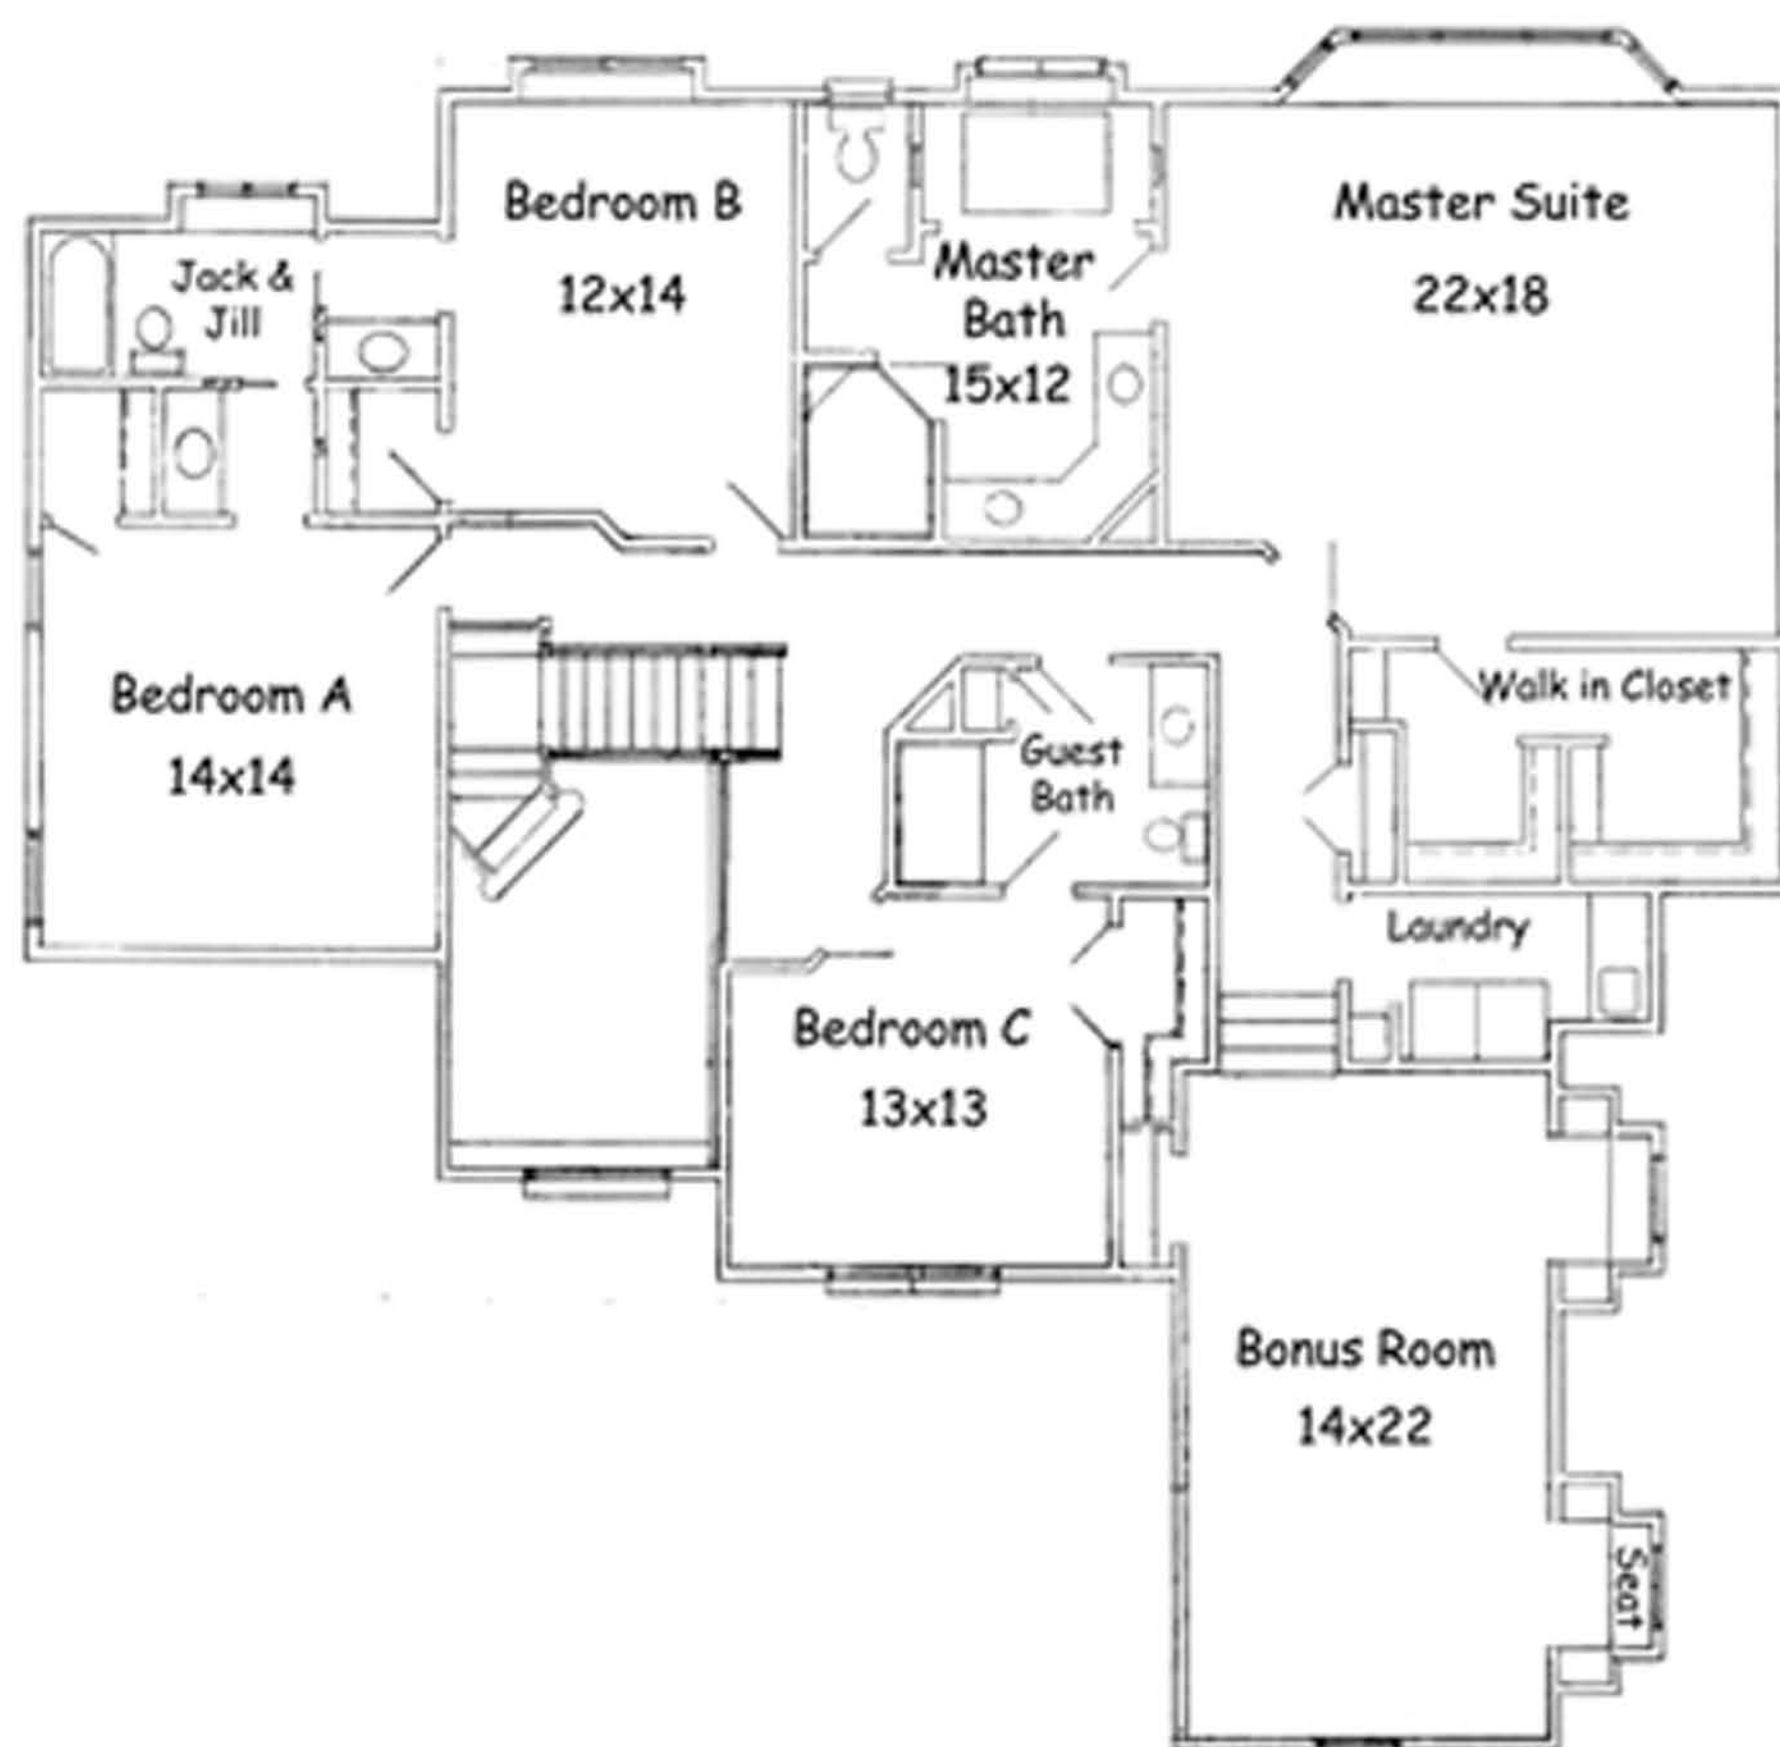 Bedroom B
12x14
Master Suite
22x18
Jack &
Jill
Master
Bath
15x12
Bedroom A
14x14
Walk in Closet
Guest
Bath
Laundry
Bedroom C
13x13
Bonus Room
14x22
Seat